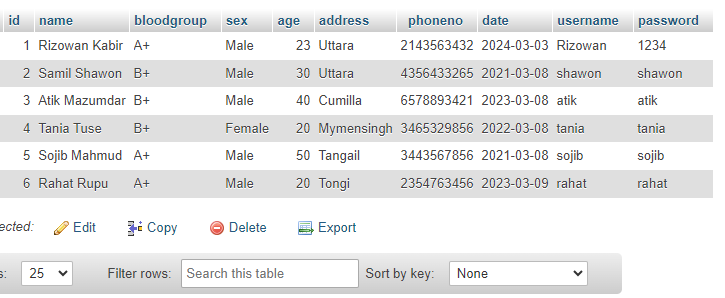 id name bloodgroup sex age address phoneno date username password
1 Rizowan Kabir A+ Male 23 Uttara 2143563432 2024-03-03 Rizowan 1234
2 Samil Shawon B+ Male 30 Uttara 4356433265 2021-03-08 shawon shawon
3 Atik Mazumdar B+ Male 40 Cumilla 6578893421 2023-03-08 atik atik
4 Tania Tuse B+ Female 20 Mymensingh 3465329856 2022-03-08 tania tania
5 Sojib Mahmud A+ Male 50 Tangail 3443567856 2021-03-08 sojib sojib
6 Rahat Rupu A+ Male 20 Tongi 2354763456 2023-03-09 rahat rahat
ected: Edit Copy Delete Export
s: 25 Filter rows: Search this table Sort by key: None